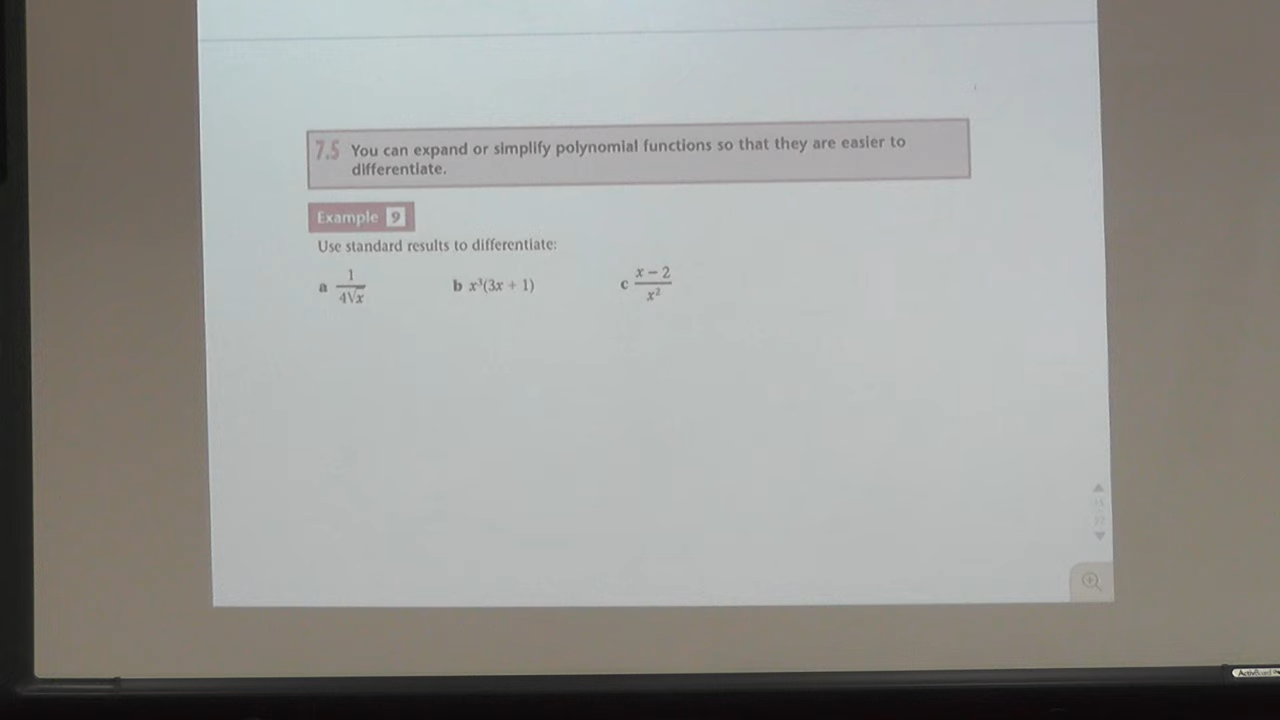 7.5 You can expand or simplify polynomial functions so that they are easier to
differentiate.
Example 9
Use standard results to differentiate:
a 1/(4√x) b x³(3x + 1) c (x − 2)/x²